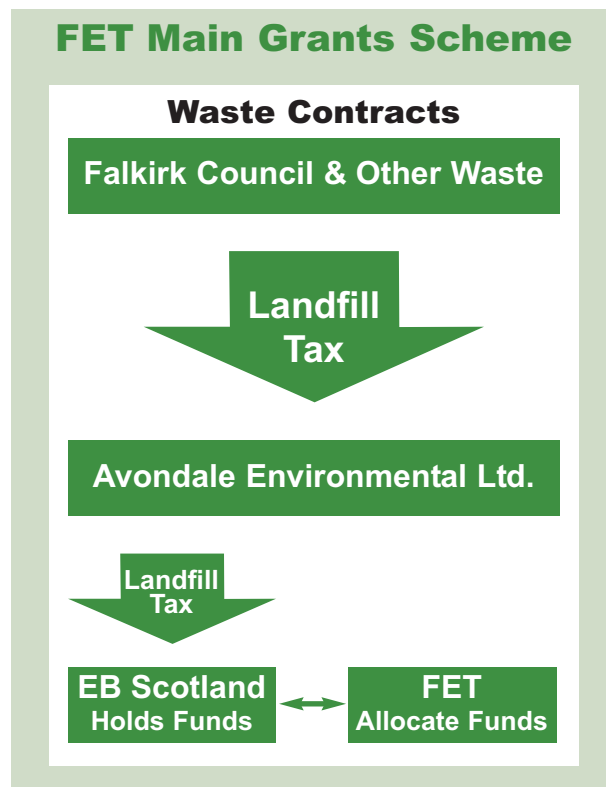 FET Main Grants Scheme
Waste Contracts
Falkirk Council & Other Waste
Landfill
Tax
Avondale Environmental Ltd.
Landfill
Tax
EB Scotland
Holds Funds
FET
Allocate Funds